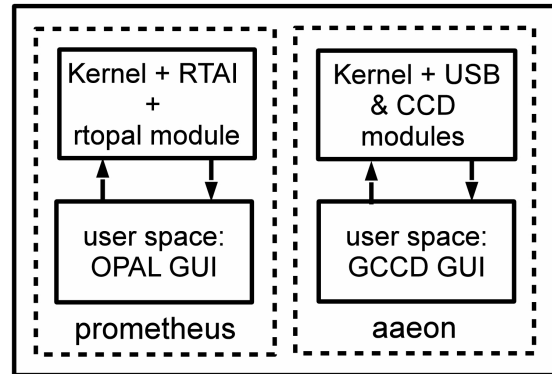 Kernel + RTAI
+
rtopal module
user space:
OPAL GUI
prometheus
Kernel + USB
& CCD
modules
user space:
GCCD GUI
aaeon